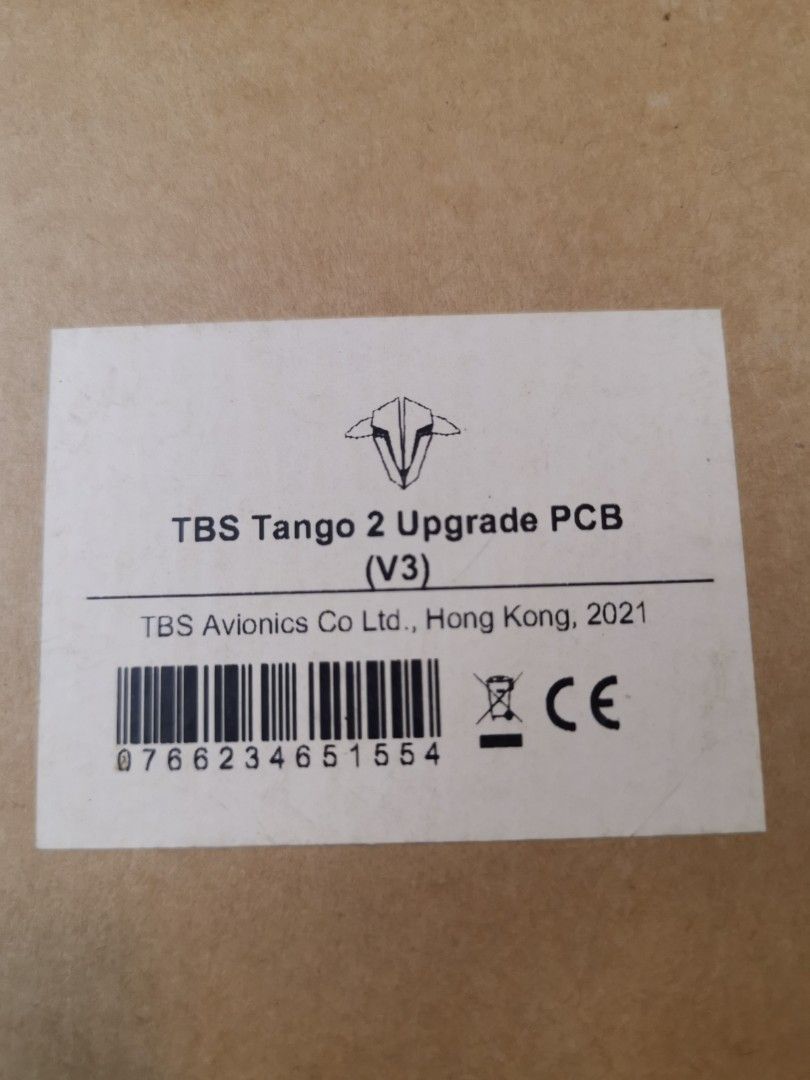 TBS Tango 2 Upgrade PCB
(V3)
TBS Avionics Co Ltd., Hong Kong, 2021
CE
0766234651554